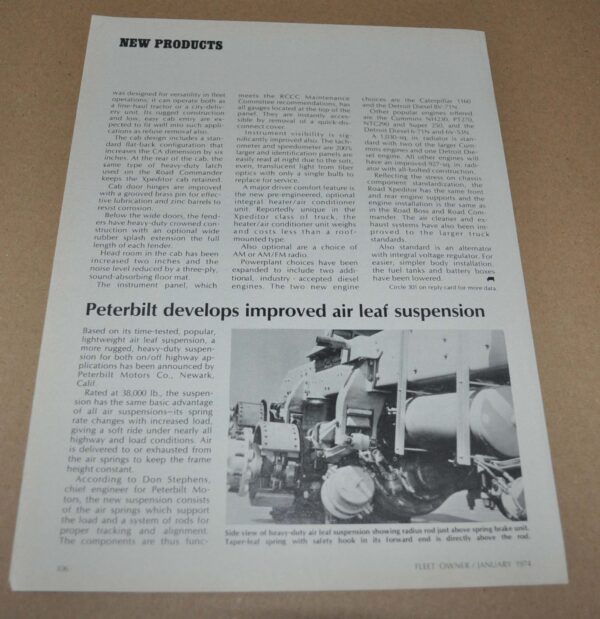 NEW PRODUCTS
was designed for versatility in fleet
operations; it can operate both as
a line-haul tractor or a city-deliv-
ery unit. Its rugged construction
and low, easy cab entry are ex-
pected to fit well into such appli-
cations as refuse removal also.
The cab design includes a stan-
dard flat-back configuration that
increases the CA dimension by six
inches. At the rear of the cab, the
same type of heavy-duty latch
used on the Road Commander
keeps the Xpeditor cab retained.
Cab door hinges are improved
with a grooved brass pin for effec-
tive lubrication and zinc barrels to
resist corrosion.
Below the wide doors, the fend-
ers have heavy-duty crowned con-
struction with an optional wide
rubber splash extension the full
length of each fender.
Head room in the cab has been
increased two inches and the
noise level reduced by a three-ply,
sound-absorbing floor mat.
The instrument panel, which
meets the RCCC Maintenance
Committee recommendations, has
all gauges located at the top of the
panel. They are instantly acces-
sible by removal of a quick-dis-
connect cover.
Instrument visibility is sig-
nificantly improved also. The tach-
ometer and speedometer are 200%
larger and identification panels are
easily read at night due to the soft,
even, translucent light from fiber
optics with only a single bulb to
replace for service.
A major driver comfort feature is
the new pre-engineered, optional
integral heater/air conditioner
unit. Reportedly unique in the
Xpeditor class of truck, the
heater/air conditioner unit weighs
and costs less than a roof-
mounted type.
Also optional are a choice of
AM or AM/FM radio.
Powerplant choices have been
expanded to include two addi-
tional, industry-accepted diesel
engines. The two new engine
choices are the Caterpillar 1160
and the Detroit Diesel 8V-71N.
Other popular engines offered
are the Cummins NH230, PT270,
NTC290 and Super 250, and the
Detroit Diesel 6-71N and 6V-53N.
A 1,030-sq. in. radiator is stan-
dard with two of the larger Cum-
mins engines and one Detroit Die-
sel engine. All other engines will
have an improved 927-sq. in. radi-
ator with all-bolted construction.
Reflecting the stress on chassis
component standardization, the
Road Xpeditor has the same front
and rear engine supports and the
engine installation is the same as
in the Road Boss and Road Com-
mander. The air cleaner and ex-
haust systems have also been im-
proved to the larger truck
standards.
Also standard is an alternator
with integral voltage regulator. For
easier, simpler body installation,
the fuel tanks and battery boxes
have been lowered.
Circle 301 on reply card for more data.
Peterbilt develops improved air leaf suspension
Based on its time-tested, popular,
lightweight air leaf suspension, a
more rugged, heavy-duty suspen-
sion for both on/off highway ap-
plications has been announced by
Peterbilt Motors Co., Newark,
Calif.
Rated at 38,000 lb., the suspen-
sion has the same basic advantage
of all air suspensions—its spring
rate changes with increased load,
giving a soft ride under nearly all
highway and load conditions. Air
is delivered to or exhausted from
the air springs to keep the frame
height constant.
According to Don Stephens,
chief engineer for Peterbilt Mo-
tors, the new suspension consists
of the air springs which support
the load and a system of rods for
proper tracking and alignment.
The components are thus func-
Side view of heavy-duty air leaf suspension showing radius rod just above spring brake unit.
Taper-leaf spring with safety hook in its forward end is directly above the rod.
106
FLEET OWNER / JANUARY 1974